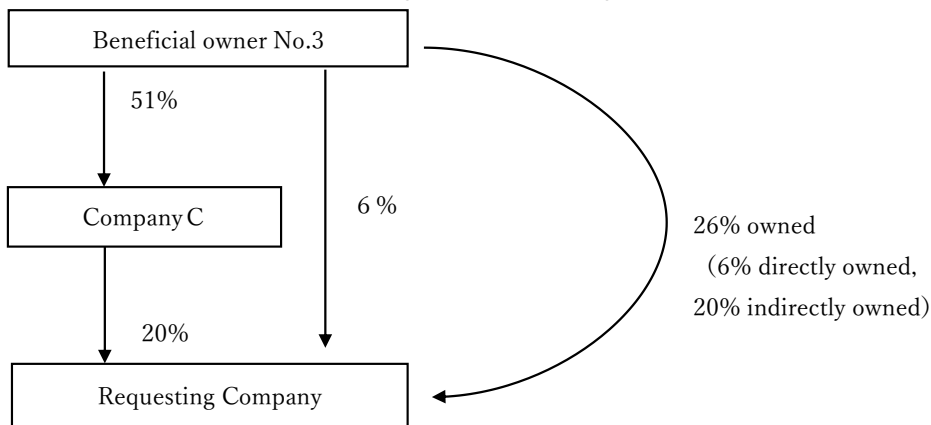 Beneficial owner No.3
51%
Company C
6 %
26% owned
（6% directly owned,
20% indirectly owned）
20%
Requesting Company